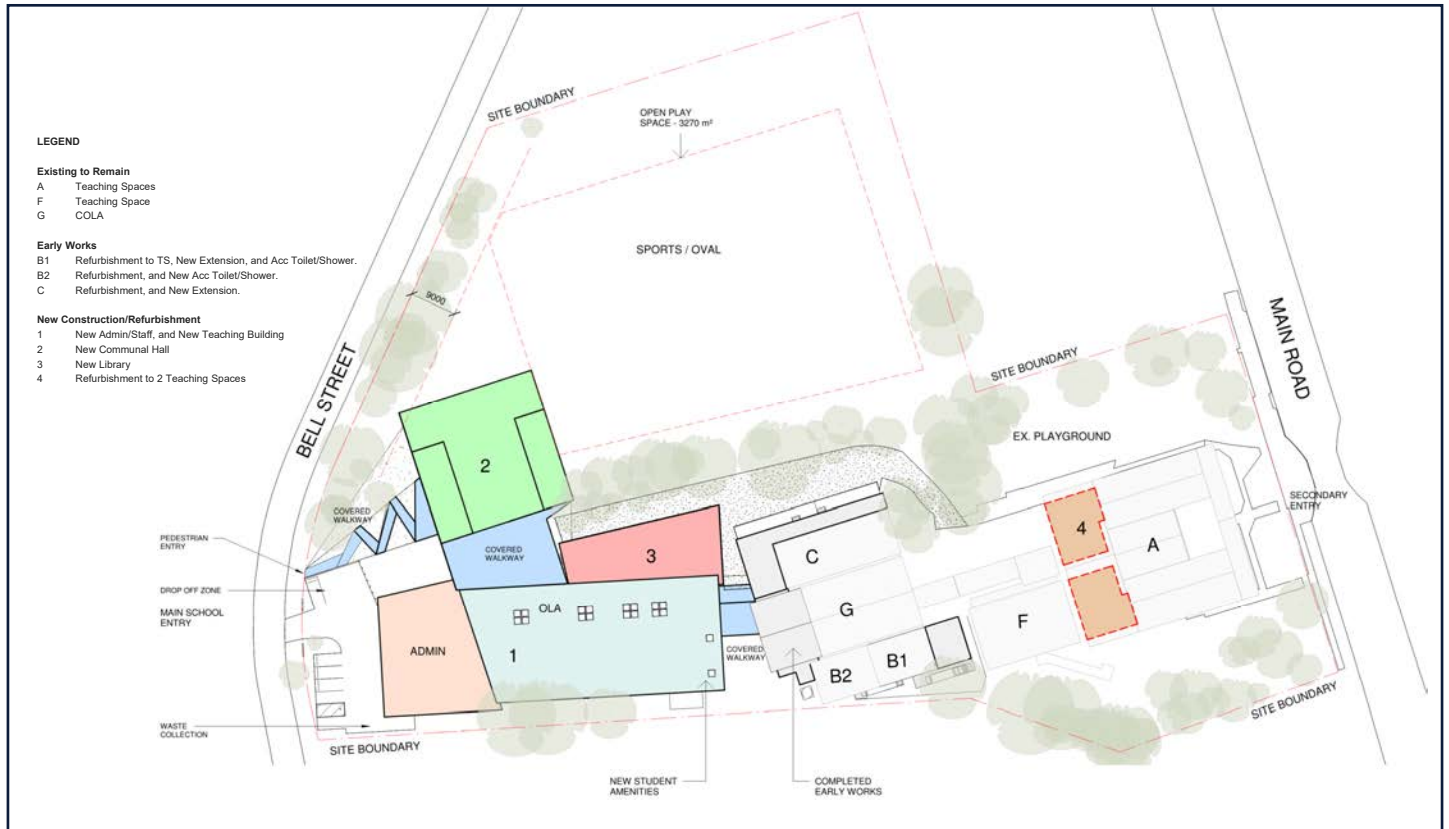 LEGEND
Existing to Remain
A Teaching Spaces
F Teaching Space
G COLA
Early Works
B1 Refurbishment to TS, New Extension, and Acc Toilet/Shower.
B2 Refurbishment, and New Acc Toilet/Shower.
C Refurbishment, and New Extension.
New Construction/Refurbishment
1 New Admin/Staff, and New Teaching Building
2 New Communal Hall
3 New Library
4 Refurbishment to 2 Teaching Spaces
SITE BOUNDARY
OPEN PLAY
SPACE - 3270 m²
SPORTS / OVAL
9000
BELL STREET
MAIN ROAD
SITE BOUNDARY
EX. PLAYGROUND
SECONDARY
ENTRY
2
COVERED
WALKWAY
PEDESTRIAN
ENTRY
COVERED
WALKWAY
3
C
4
A
DROP OFF ZONE
MAIN SCHOOL
ENTRY
OLA
G
F
ADMIN
1
COVERED
WALKWAY
B2
B1
WASTE
COLLECTION
SITE BOUNDARY
SITE BOUNDARY
NEW STUDENT
AMENITIES
COMPLETED
EARLY WORKS